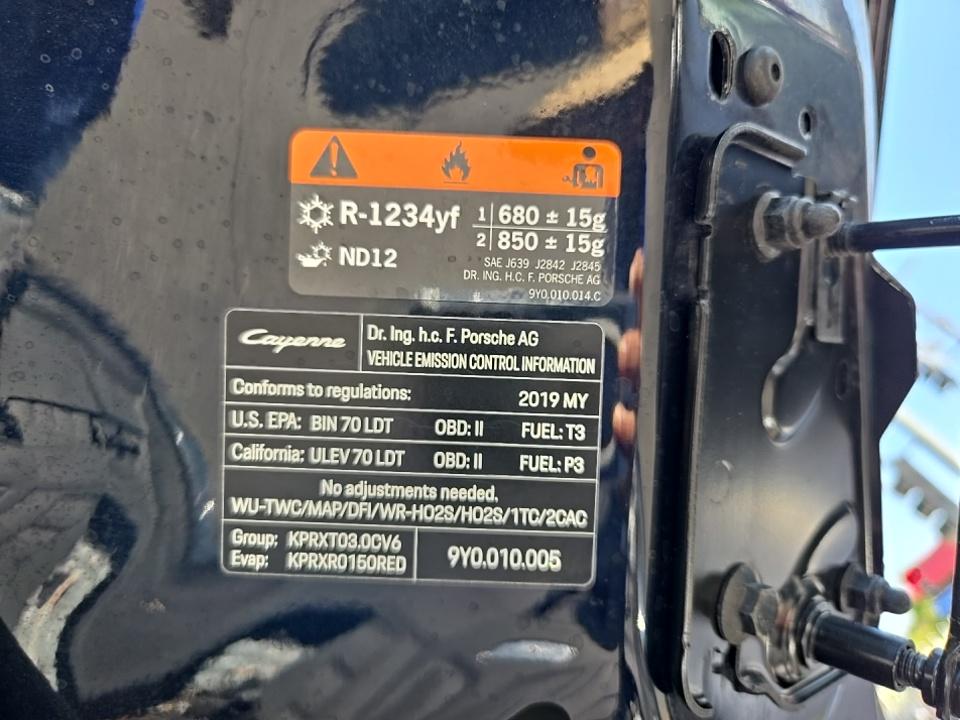 R-1234yf 1 680 ± 15g
2 850 ± 15g
ND12
SAE J639 J2842 J2845
DR. ING. H.C. F. PORSCHE AG
9Y0.010.014.C
Cayenne Dr. Ing. h.c. F. Porsche AG
VEHICLE EMISSION CONTROL INFORMATION
Conforms to regulations: 2019 MY
U.S. EPA: BIN 70 LDT OBD: II FUEL: T3
California: ULEV 70 LDT OBD: II FUEL: P3
No adjustments needed,
WU-TWC/MAP/DFI/WR-HO2S/HO2S/1TC/2CAC
Group: KPRXT03.0CV6
Evap: KPRXR0150RED
9Y0.010.005